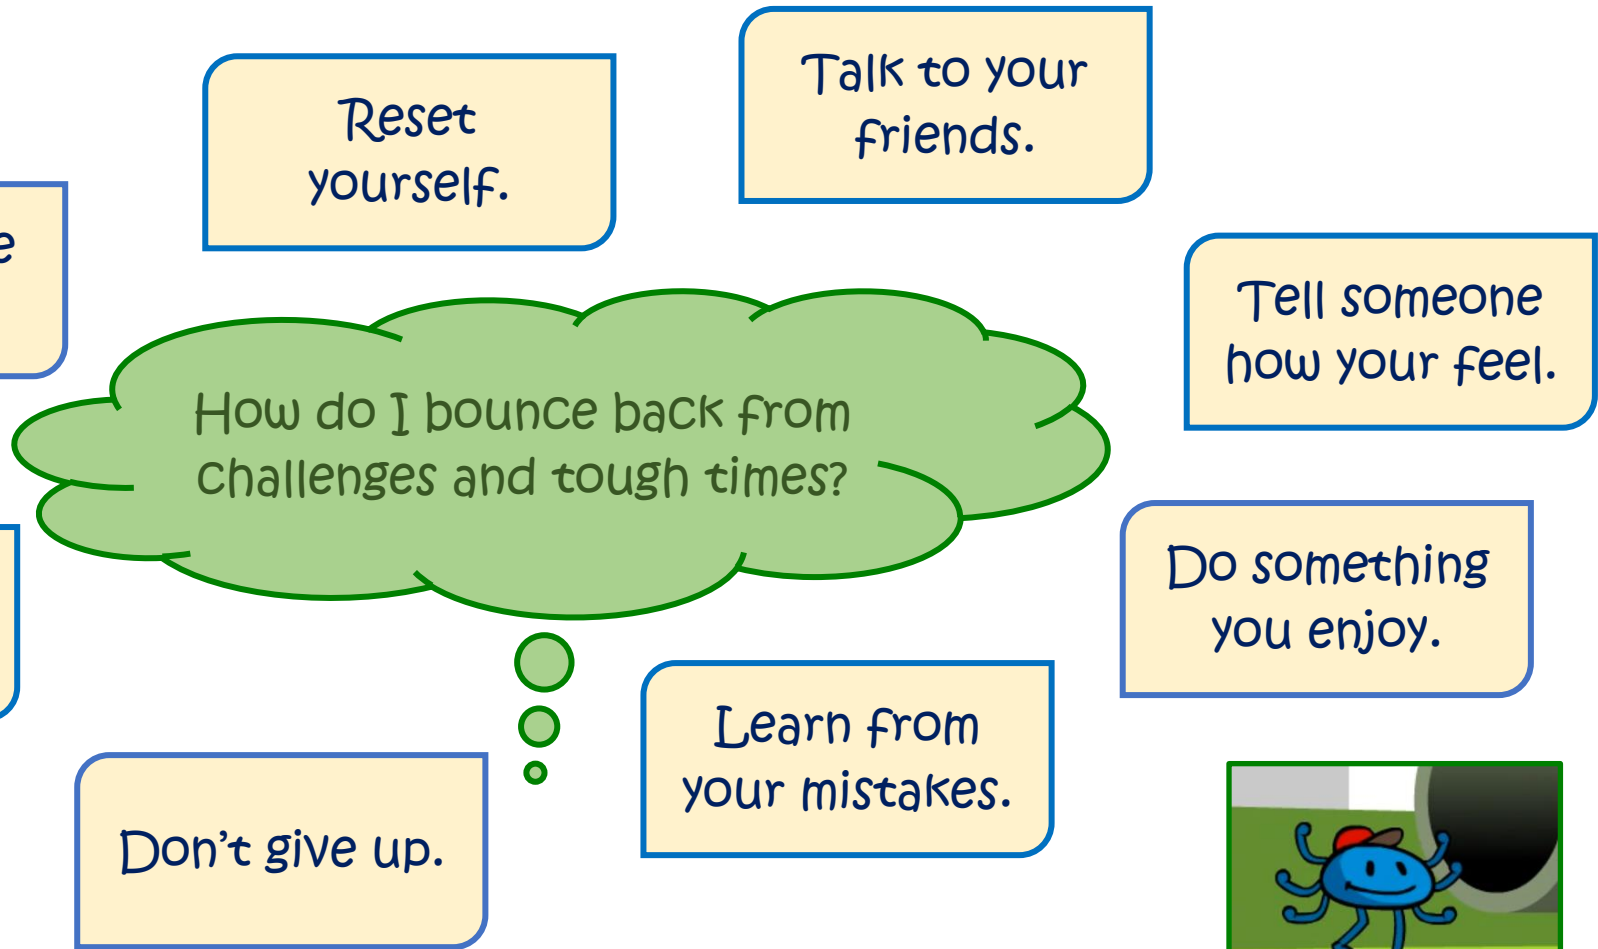 Talk to your
friends.
Reset
yourself.
Tell someone
how your feel.
How do I bounce back from
challenges and tough times?
Do something
you enjoy.
Learn from
your mistakes.
Don't give up.